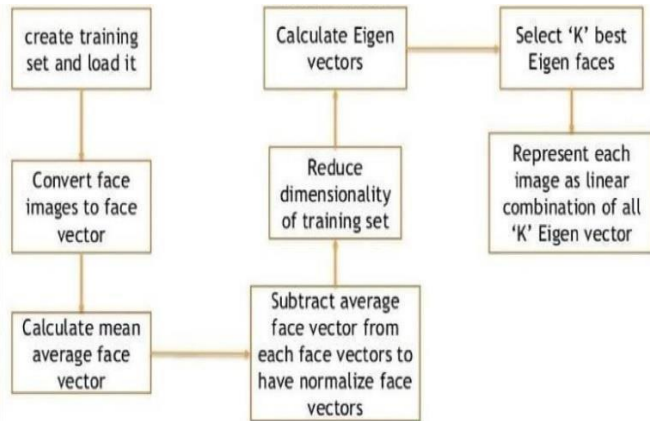 create training
set and load it
Convert face
images to face
vector
Calculate mean
average face
vector
Subtract average
face vector from
each face vectors to
have normalize face
vectors
Reduce
dimensionality
of training set
Calculate Eigen
vectors
Select ‘K’ best
Eigen faces
Represent each
image as linear
combination of all
‘K’ Eigen vector